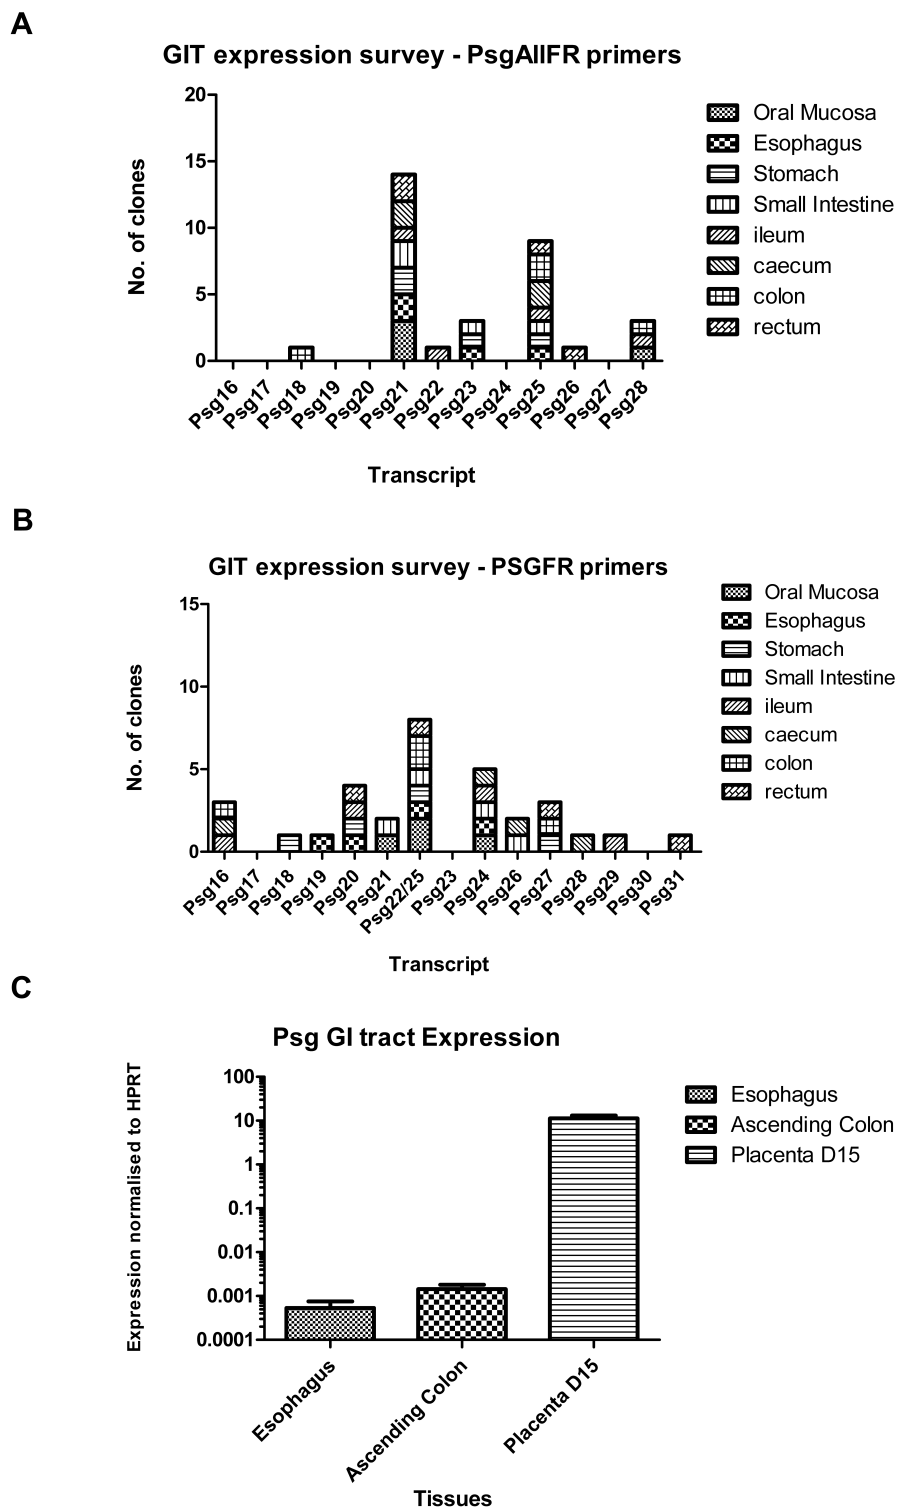 A
GIT expression survey - PsgAllFR primers
No. of clones
20
15
10
5
0
Psg16
Psg17
Psg18
Psg19
Psg20
Psg21
Psg22
Psg23
Psg24
Psg25
Psg26
Psg27
Psg28
Transcript
Oral Mucosa
Esophagus
Stomach
Small Intestine
ileum
caecum
colon
rectum
B
GIT expression survey - PSGFR primers
No. of clones
15
10
5
0
Psg16
Psg17
Psg18
Psg19
Psg20
Psg21
Psg22/25
Psg23
Psg24
Psg26
Psg27
Psg28
Psg29
Psg30
Psg31
Transcript
Oral Mucosa
Esophagus
Stomach
Small Intestine
ileum
caecum
colon
rectum
C
Psg GI tract Expression
Expression normalised to HPRT
100
10
1
0.1
0.01
0.001
0.0001
Esophagus
Ascending Colon
Placenta D15
Tissues
Esophagus
Ascending Colon
Placenta D15